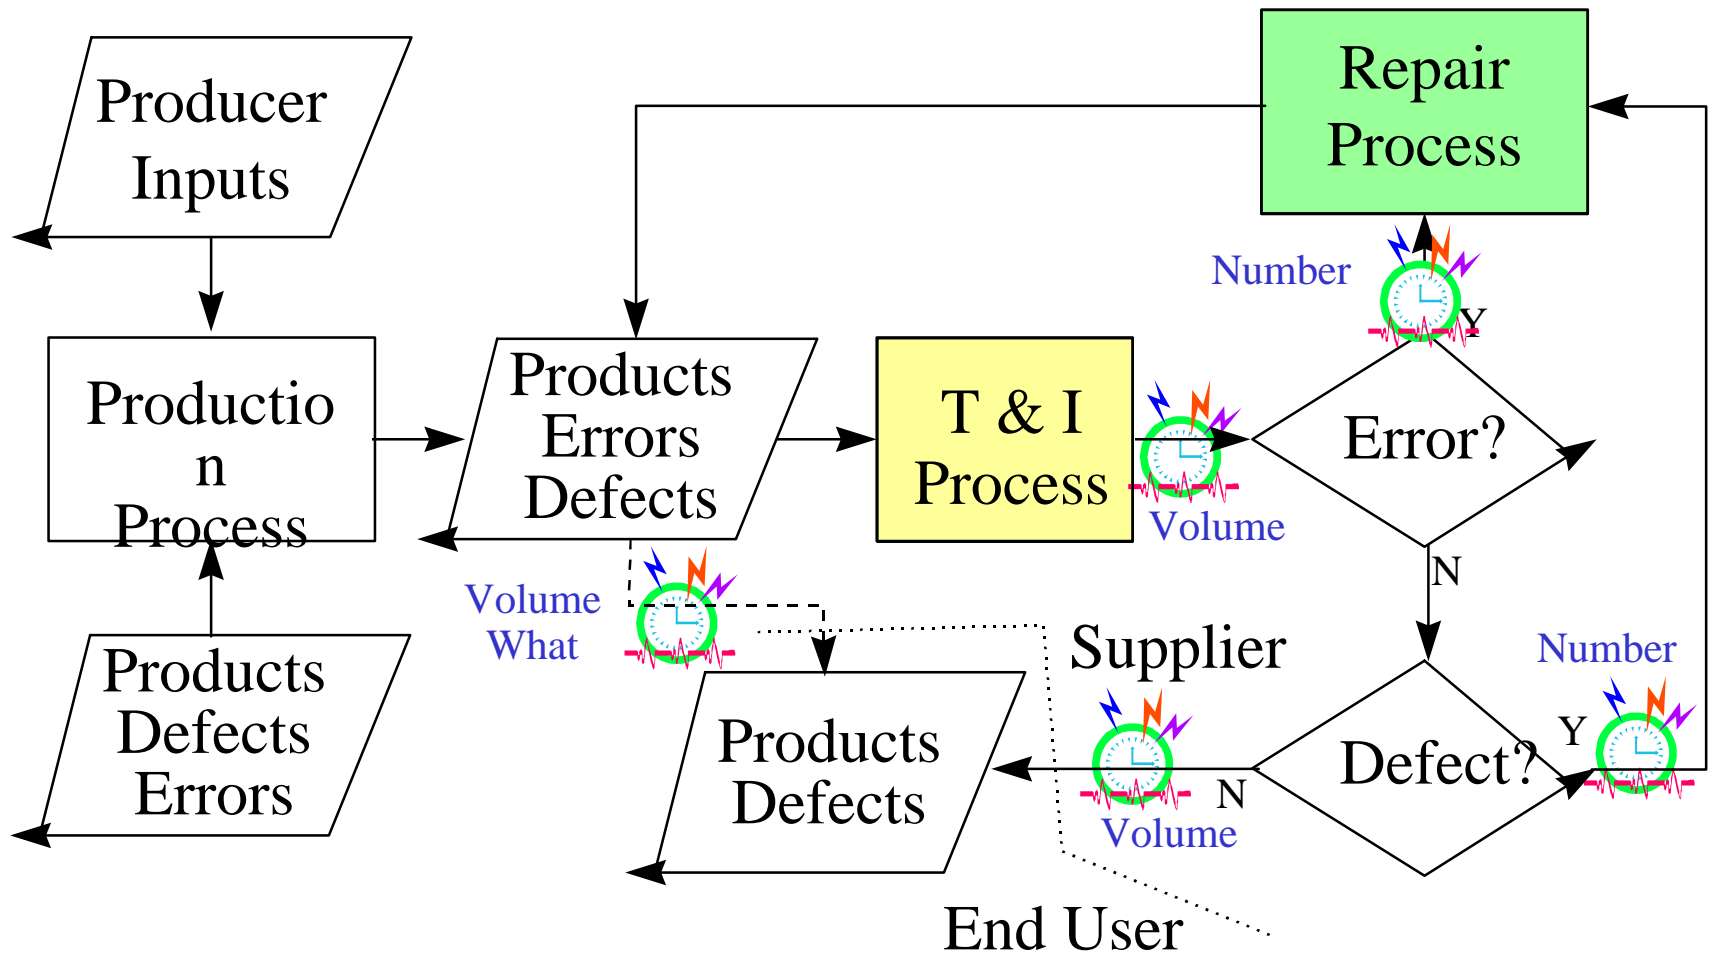 Producer
Inputs
Repair
Process
Number
Y
Productio
n
Process
Products
Errors
Defects
T & I
Process
Error?
Volume
N
Volume
What
Products
Defects
Errors
Supplier
Number
Products
Defects
Defect?
Y
N
Volume
End User